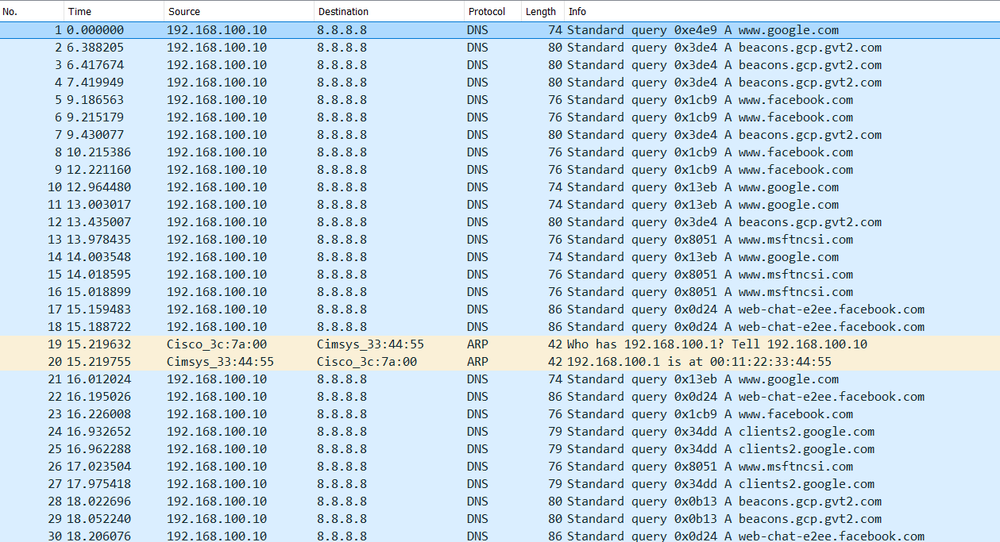 No. Time Source Destination Protocol Length Info
1 0.000000 192.168.100.10 8.8.8.8 DNS 74 Standard query 0xe4e9 A www.google.com
2 6.388205 192.168.100.10 8.8.8.8 DNS 80 Standard query 0x3de4 A beacons.gcp.gvt2.com
3 6.417674 192.168.100.10 8.8.8.8 DNS 80 Standard query 0x3de4 A beacons.gcp.gvt2.com
4 7.419949 192.168.100.10 8.8.8.8 DNS 80 Standard query 0x3de4 A beacons.gcp.gvt2.com
5 9.186563 192.168.100.10 8.8.8.8 DNS 76 Standard query 0x1cb9 A www.facebook.com
6 9.215179 192.168.100.10 8.8.8.8 DNS 76 Standard query 0x1cb9 A www.facebook.com
7 9.430077 192.168.100.10 8.8.8.8 DNS 80 Standard query 0x3de4 A beacons.gcp.gvt2.com
8 10.215386 192.168.100.10 8.8.8.8 DNS 76 Standard query 0x1cb9 A www.facebook.com
9 12.221160 192.168.100.10 8.8.8.8 DNS 76 Standard query 0x1cb9 A www.facebook.com
10 12.964480 192.168.100.10 8.8.8.8 DNS 74 Standard query 0x13eb A www.google.com
11 13.003017 192.168.100.10 8.8.8.8 DNS 74 Standard query 0x13eb A www.google.com
12 13.435007 192.168.100.10 8.8.8.8 DNS 80 Standard query 0x3de4 A beacons.gcp.gvt2.com
13 13.978435 192.168.100.10 8.8.8.8 DNS 76 Standard query 0x8051 A www.msftncsi.com
14 14.003548 192.168.100.10 8.8.8.8 DNS 74 Standard query 0x13eb A www.google.com
15 14.018595 192.168.100.10 8.8.8.8 DNS 76 Standard query 0x8051 A www.msftncsi.com
16 15.018899 192.168.100.10 8.8.8.8 DNS 76 Standard query 0x8051 A www.msftncsi.com
17 15.159483 192.168.100.10 8.8.8.8 DNS 86 Standard query 0x0d24 A web-chat-e2ee.facebook.com
18 15.188722 192.168.100.10 8.8.8.8 DNS 86 Standard query 0x0d24 A web-chat-e2ee.facebook.com
19 15.219632 Cisco_3c:7a:00 Cimsys_33:44:55 ARP 42 Who has 192.168.100.1? Tell 192.168.100.10
20 15.219755 Cimsys_33:44:55 Cisco_3c:7a:00 ARP 42 192.168.100.1 is at 00:11:22:33:44:55
21 16.012024 192.168.100.10 8.8.8.8 DNS 74 Standard query 0x13eb A www.google.com
22 16.195026 192.168.100.10 8.8.8.8 DNS 86 Standard query 0x0d24 A web-chat-e2ee.facebook.com
23 16.226008 192.168.100.10 8.8.8.8 DNS 76 Standard query 0x1cb9 A www.facebook.com
24 16.932652 192.168.100.10 8.8.8.8 DNS 79 Standard query 0x34dd A clients2.google.com
25 16.962288 192.168.100.10 8.8.8.8 DNS 79 Standard query 0x34dd A clients2.google.com
26 17.023504 192.168.100.10 8.8.8.8 DNS 76 Standard query 0x8051 A www.msftncsi.com
27 17.975418 192.168.100.10 8.8.8.8 DNS 79 Standard query 0x34dd A clients2.google.com
28 18.022696 192.168.100.10 8.8.8.8 DNS 80 Standard query 0x0b13 A beacons.gcp.gvt2.com
29 18.052240 192.168.100.10 8.8.8.8 DNS 80 Standard query 0x0b13 A beacons.gcp.gvt2.com
30 18.206076 192.168.100.10 8.8.8.8 DNS 86 Standard query 0x0d24 A web-chat-e2ee.facebook.com